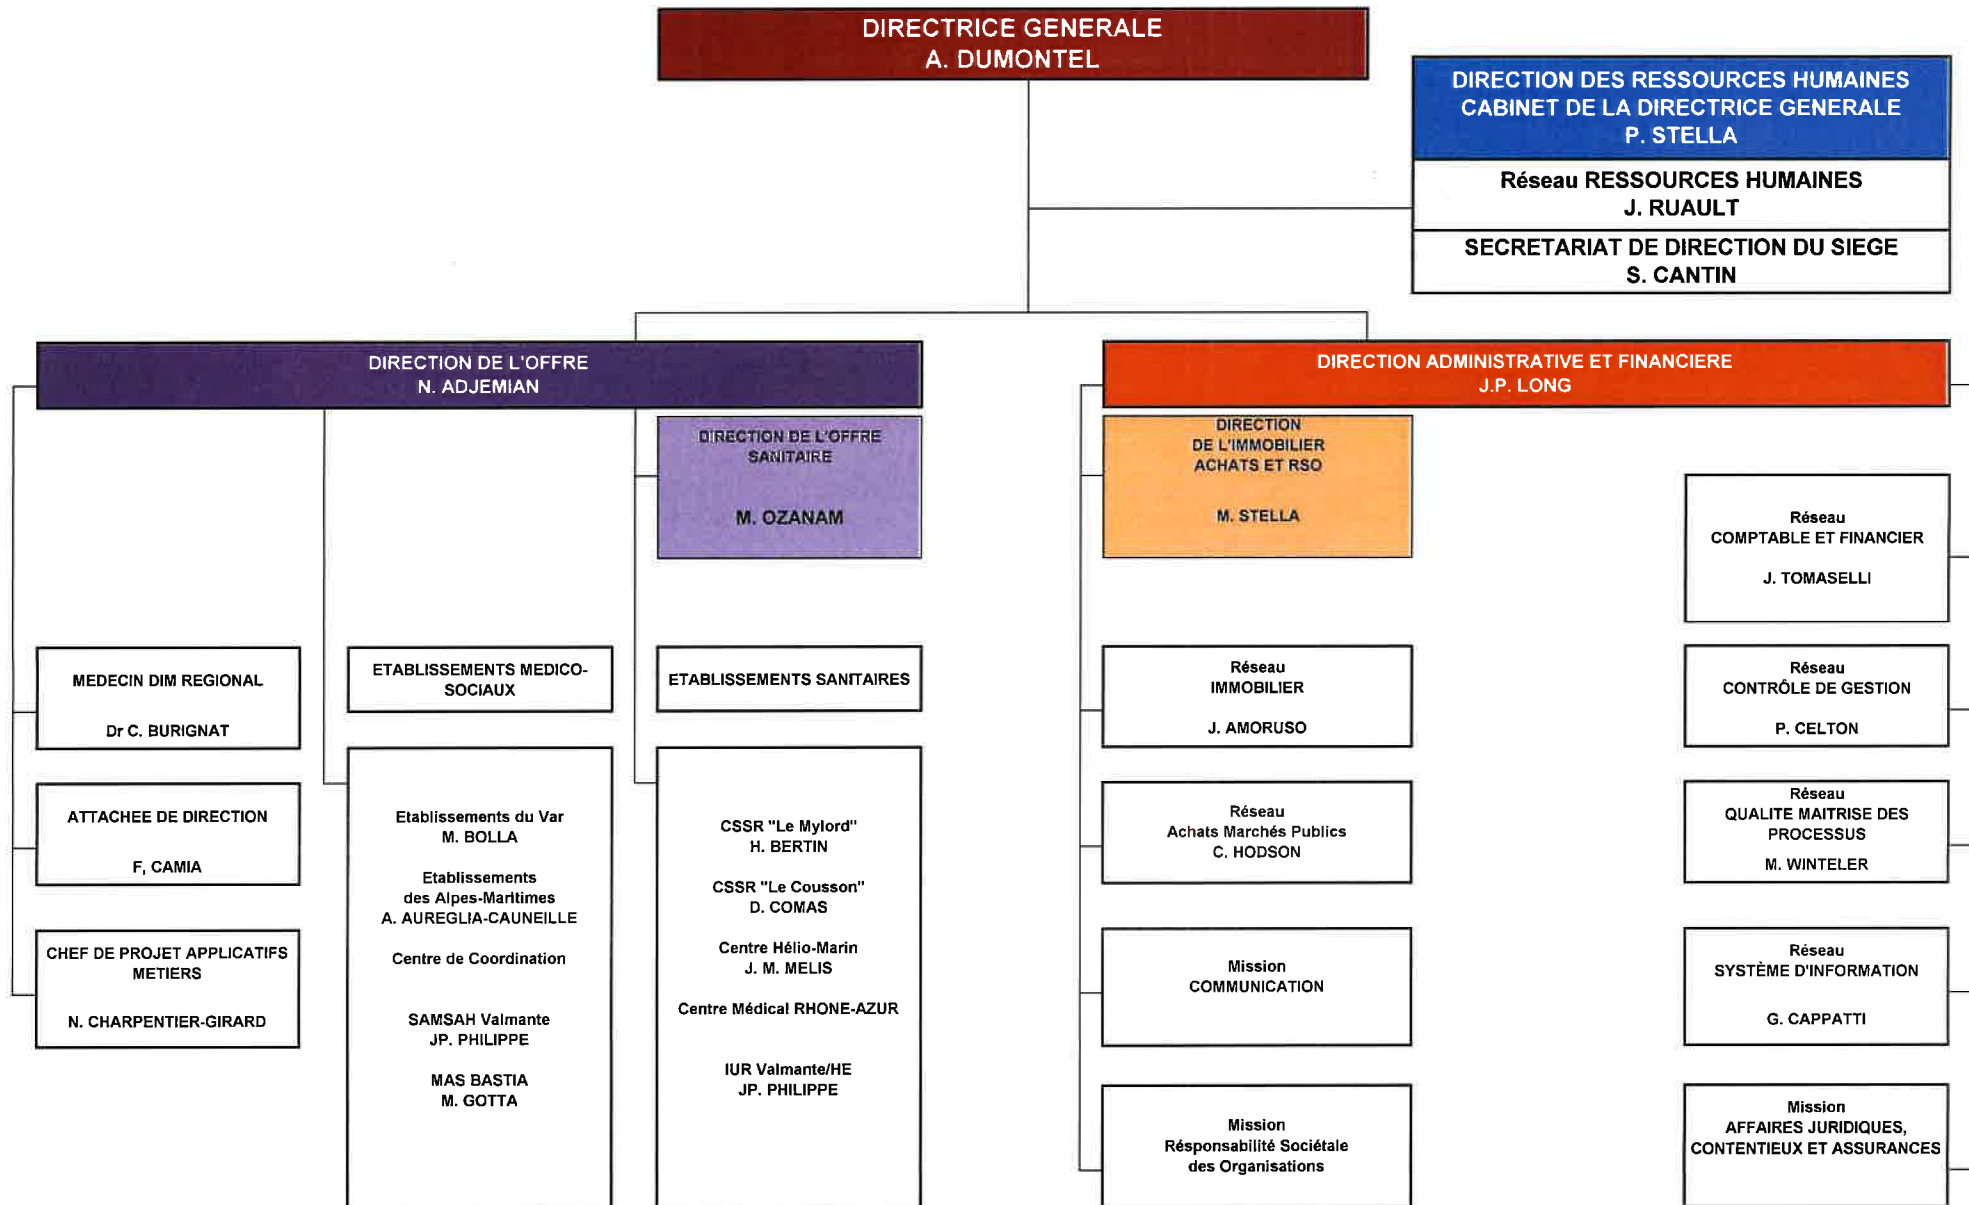 DIRECTRICE GENERALE
A. DUMONTEL
DIRECTION DES RESSOURCES HUMAINES
CABINET DE LA DIRECTRICE GENERALE
P. STELLA
Réseau RESSOURCES HUMAINES
J. RUAULT
SECRETARIAT DE DIRECTION DU SIEGE
S. CANTIN
DIRECTION DE L'OFFRE
N. ADJEMIAN
DIRECTION DE L'OFFRE
SANITAIRE
M. OZANAM
MEDECIN DIM REGIONAL
Dr C. BURIGNAT
ATTACHEE DE DIRECTION
F, CAMIA
CHEF DE PROJET APPLICATIFS
METIERS
N. CHARPENTIER-GIRARD
ETABLISSEMENTS MEDICO-
SOCIAUX
Etablissements du Var
M. BOLLA
Etablissements
des Alpes-Maritimes
A. AUREGLIA-CAUNEILLE
Centre de Coordination
SAMSAH Valmante
JP. PHILIPPE
MAS BASTIA
M. GOTTA
ETABLISSEMENTS SANITAIRES
CSSR "Le Mylord"
H. BERTIN
CSSR "Le Cousson"
D. COMAS
Centre Hélio-Marin
J. M. MELIS
Centre Médical RHONE-AZUR
IUR Valmante/HE
JP. PHILIPPE
DIRECTION ADMINISTRATIVE ET FINANCIERE
J.P. LONG
DIRECTION
DE L'IMMOBILIER
ACHATS ET RSO
M. STELLA
Réseau
IMMOBILIER
J. AMORUSO
Réseau
Achats Marchés Publics
C. HODSON
Mission
COMMUNICATION
Mission
Résponsabilité Sociétale
des Organisations
Réseau
COMPTABLE ET FINANCIER
J. TOMASELLI
Réseau
CONTRÔLE DE GESTION
P. CELTON
Réseau
QUALITE MAITRISE DES
PROCESSUS
M. WINTELER
Réseau
SYSTÈME D'INFORMATION
G. CAPPATTI
Mission
AFFAIRES JURIDIQUES,
CONTENTIEUX ET ASSURANCES